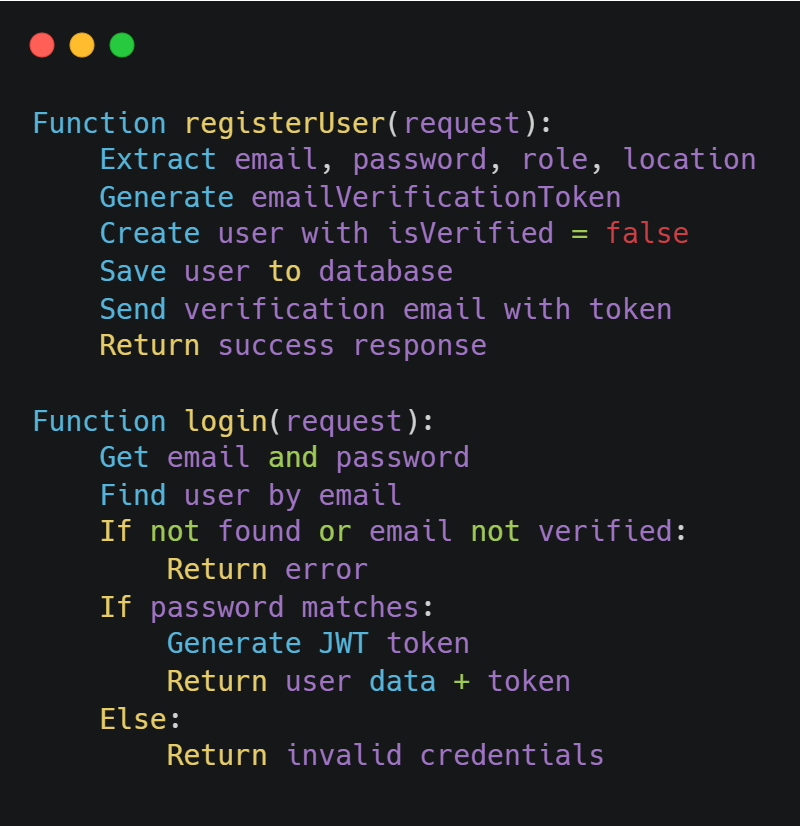 Function registerUser(request):
    Extract email, password, role, location
    Generate emailVerificationToken
    Create user with isVerified = false
    Save user to database
    Send verification email with token
    Return success response

Function login(request):
    Get email and password
    Find user by email
    If not found or email not verified:
        Return error
    If password matches:
        Generate JWT token
        Return user data + token
    Else:
        Return invalid credentials